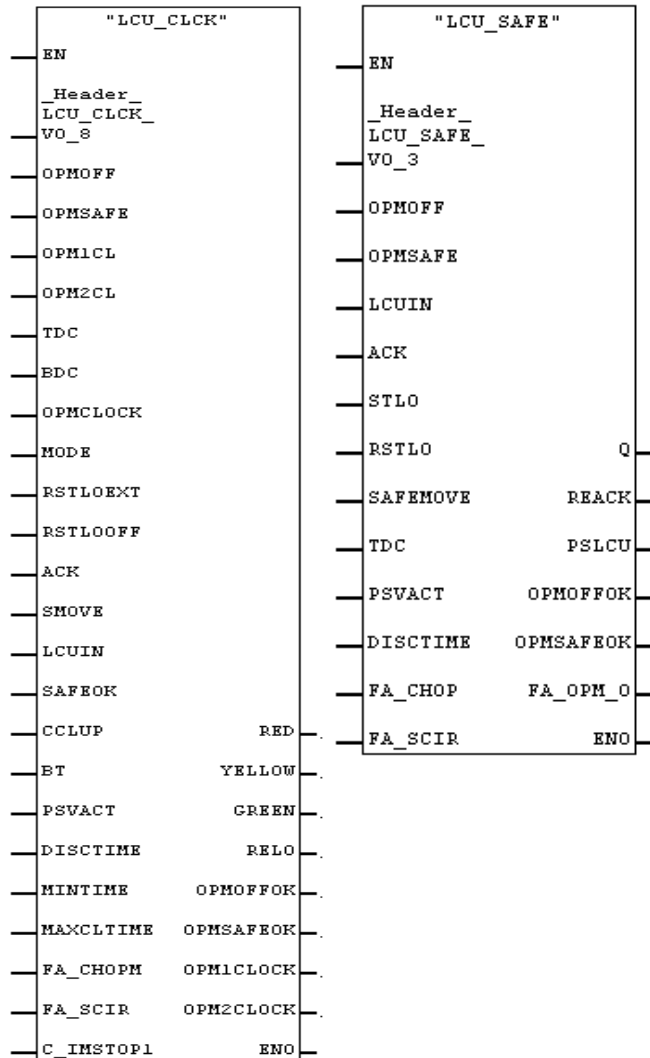 "LCU_CLCK"
EN
_Header_
LCU_CLCK_
V0_8
OPMOFF
OPMSAFE
OPM1CL
OPM2CL
TDC
BDC
OPMCLOCK
MODE
RSTLOEXT
RSTLOOFF
ACK
SMOVE
LCUIN
SAFEOK
CCLUP RED
BT YELLOW
PSVACT GREEN
DISCTIME RELO
MINTIME OPMOFFOK
MAXCLTIME OPMSAFEOK
FA_CHOPM OPM1CLOCK
FA_SCIR OPM2CLOCK
C_IMSTOP1 ENO
"LCU_SAFE"
EN
_Header_
LCU_SAFE_
V0_3
OPMOFF
OPMSAFE
LCUIN
ACK
STLO
RSTLO Q
SAFEMOVE REACK
TDC PSLCU
PSVACT OPMOFFOK
DISCTIME OPMSAFEOK
FA_CHOP FA_OPM_O
FA_SCIR ENO